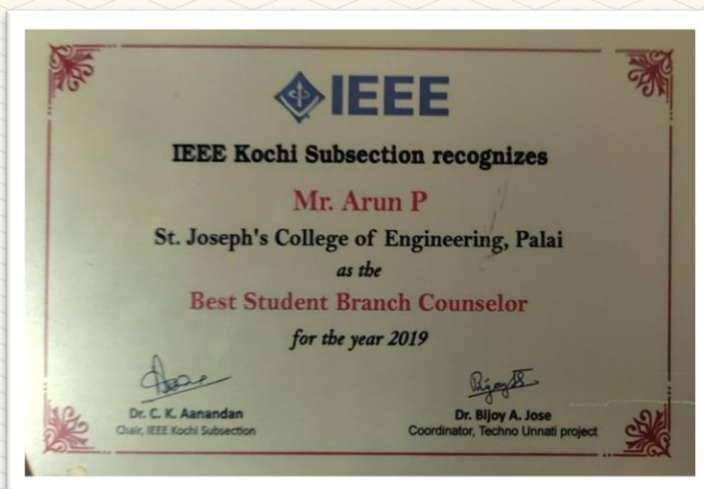 IEEE
IEEE Kochi Subsection recognizes
Mr. Arun P
St. Joseph's College of Engineering, Palai
as the
Best Student Branch Counselor
for the year 2019
Dr. C. K. Aanandan
Chair, IEEE Kochi Subsection
Dr. Bijoy A. Jose
Coordinator, Techno Unnati project